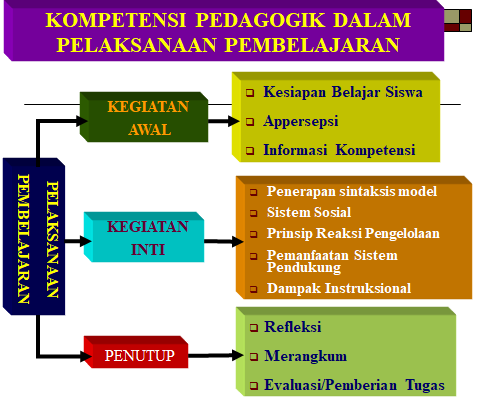 KOMPETENSI PEDAGOGIK DALAM
PELAKSANAAN PEMBELAJARAN
PELAKSANAAN
PEMBELAJARAN
KEGIATAN
AWAL
Kesiapan Belajar Siswa
Appersepsi
Informasi Kompetensi
KEGIATAN
INTI
Penerapan sintaksis model
Sistem Sosial
Prinsip Reaksi Pengelolaan
Pemanfaatan Sistem
Pendukung
Dampak Instruksional
PENUTUP
Refleksi
Merangkum
Evaluasi/Pemberian Tugas